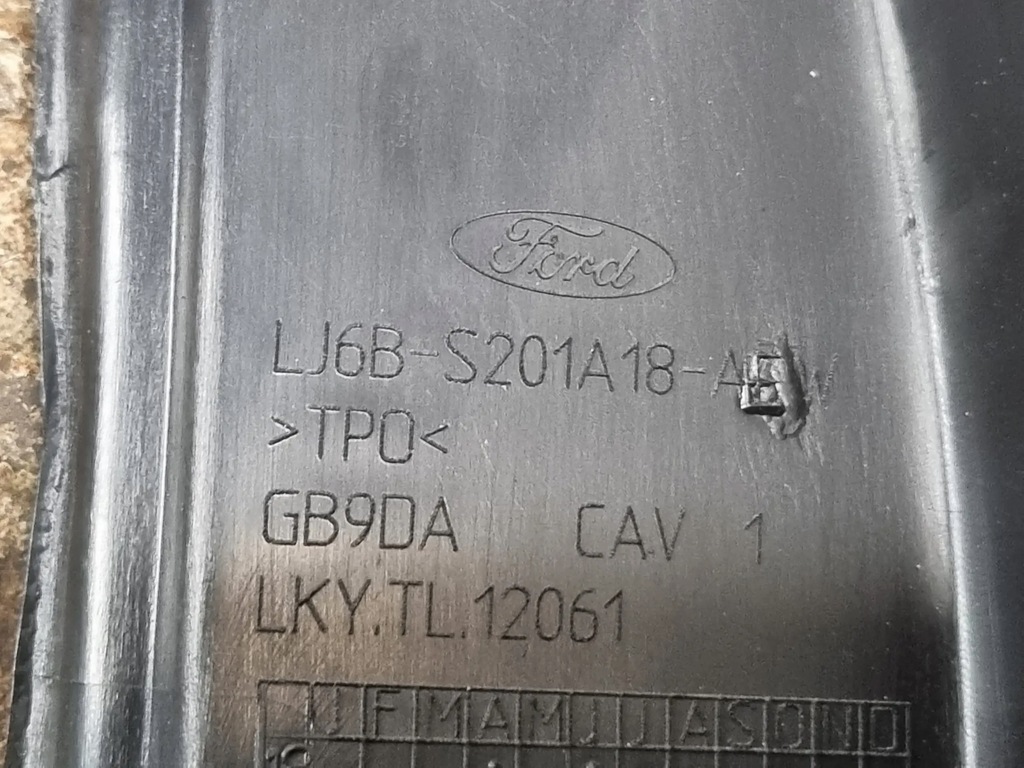 Ford
LJ6B-S201A18-
>TPO<
GB9DA CAV 1
LKY.TL.12061
J F M A M J J A S O N D